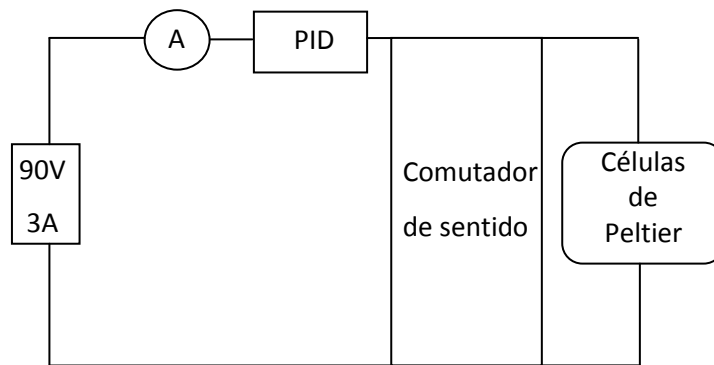 A
PID
90V
3A
Comutador
de sentido
Células
de
Peltier